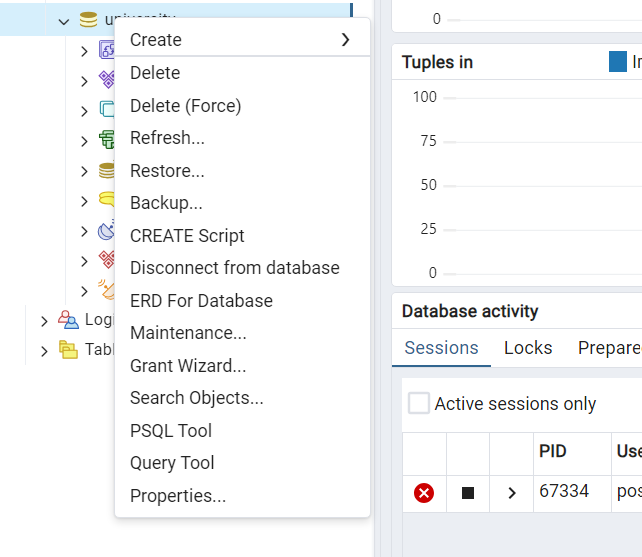 Create
Delete
Delete (Force)
Refresh...
Restore...
Backup...
CREATE Script
Disconnect from database
ERD For Database
Maintenance...
Grant Wizard...
Search Objects...
PSQL Tool
Query Tool
Properties...
0
Tuples in
100
75
50
25
0
Database activity
Sessions Locks
Active sessions only
PID
67334